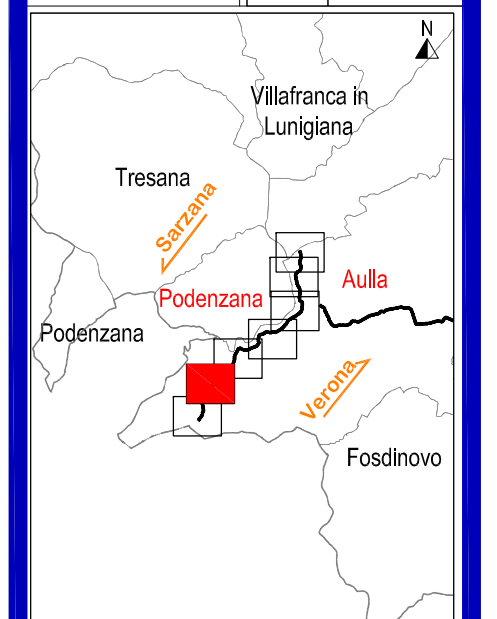 N
Villafranca in
Lunigiana
Tresana
Sarzana
Aulla
Podenzana
Podenzana
Verona
Fosdinovo